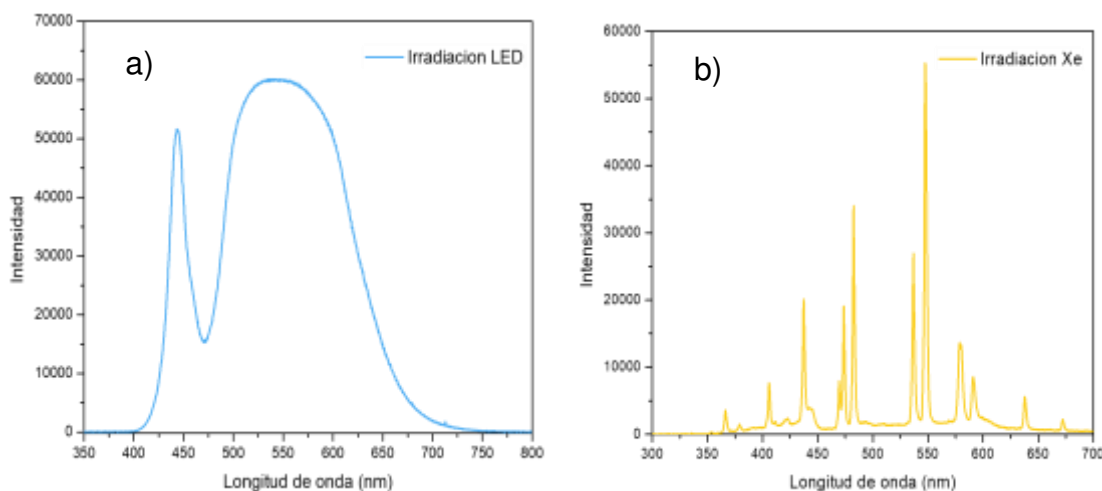 a)
Irradiacion LED
70000
60000
50000
40000
30000
20000
10000
0
Intensidad
350 400 450 500 550 600 650 700 750 800
Longitud de onda (nm)
b)
Irradiacion Xe
60000
50000
40000
30000
20000
10000
0
Intensidad
300 350 400 450 500 550 600 650 700
Longitud de onda (nm)